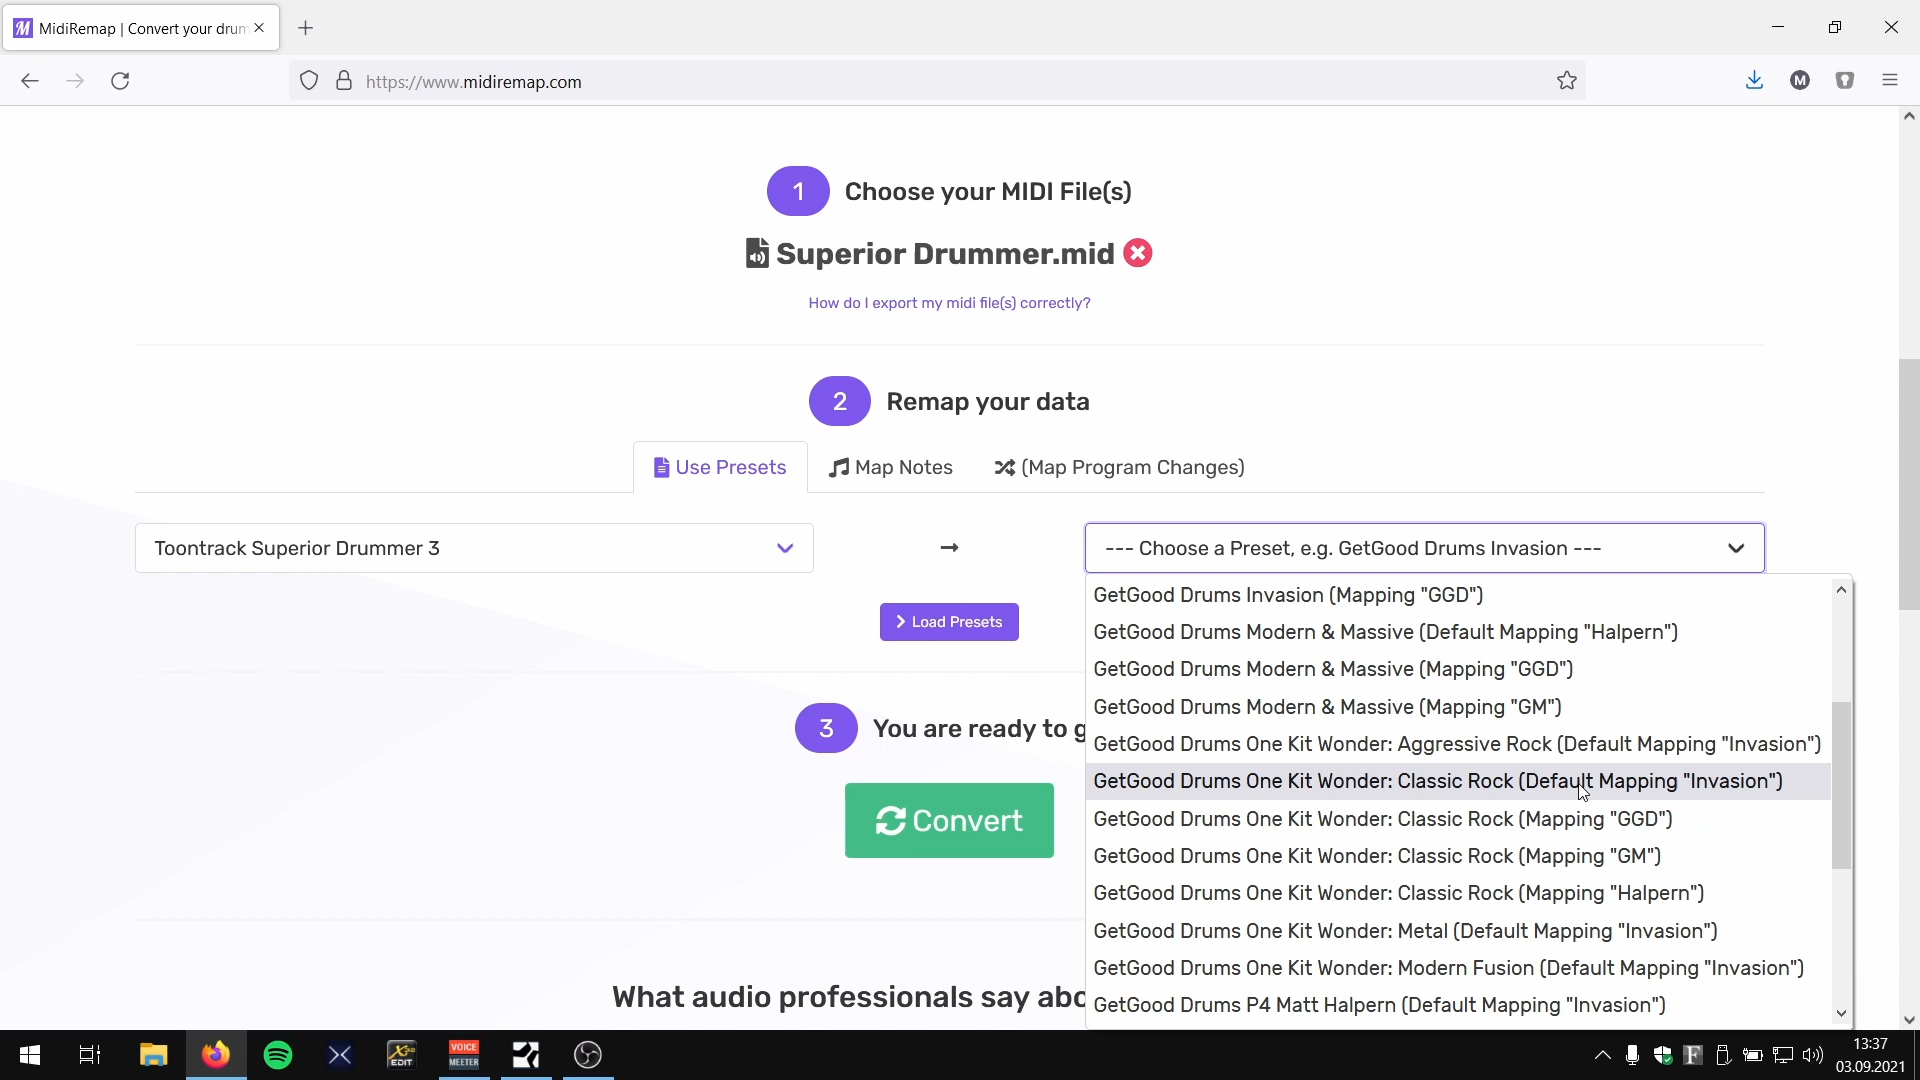 MidiRemap | Convert your drum
https://www.midiremap.com
M
1 Choose your MIDI File(s)
Superior Drummer.mid
How do I export my midi file(s) correctly?
2 Remap your data
Use Presets
Map Notes
(Map Program Changes)
Toontrack Superior Drummer 3
→
--- Choose a Preset, e.g. GetGood Drums Invasion ---
Load Presets
GetGood Drums Invasion (Mapping "GGD")
GetGood Drums Modern & Massive (Default Mapping "Halpern")
GetGood Drums Modern & Massive (Mapping "GGD")
GetGood Drums Modern & Massive (Mapping "GM")
GetGood Drums One Kit Wonder: Aggressive Rock (Default Mapping "Invasion")
GetGood Drums One Kit Wonder: Classic Rock (Default Mapping "Invasion")
GetGood Drums One Kit Wonder: Classic Rock (Mapping "GGD")
GetGood Drums One Kit Wonder: Classic Rock (Mapping "GM")
GetGood Drums One Kit Wonder: Classic Rock (Mapping "Halpern")
GetGood Drums One Kit Wonder: Metal (Default Mapping "Invasion")
GetGood Drums One Kit Wonder: Modern Fusion (Default Mapping "Invasion")
GetGood Drums P4 Matt Halpern (Default Mapping "Invasion")
3 You are ready to g
Convert
What audio professionals say abo
EDIT
VOICE
MEETER
F
13:37
03.09.2021